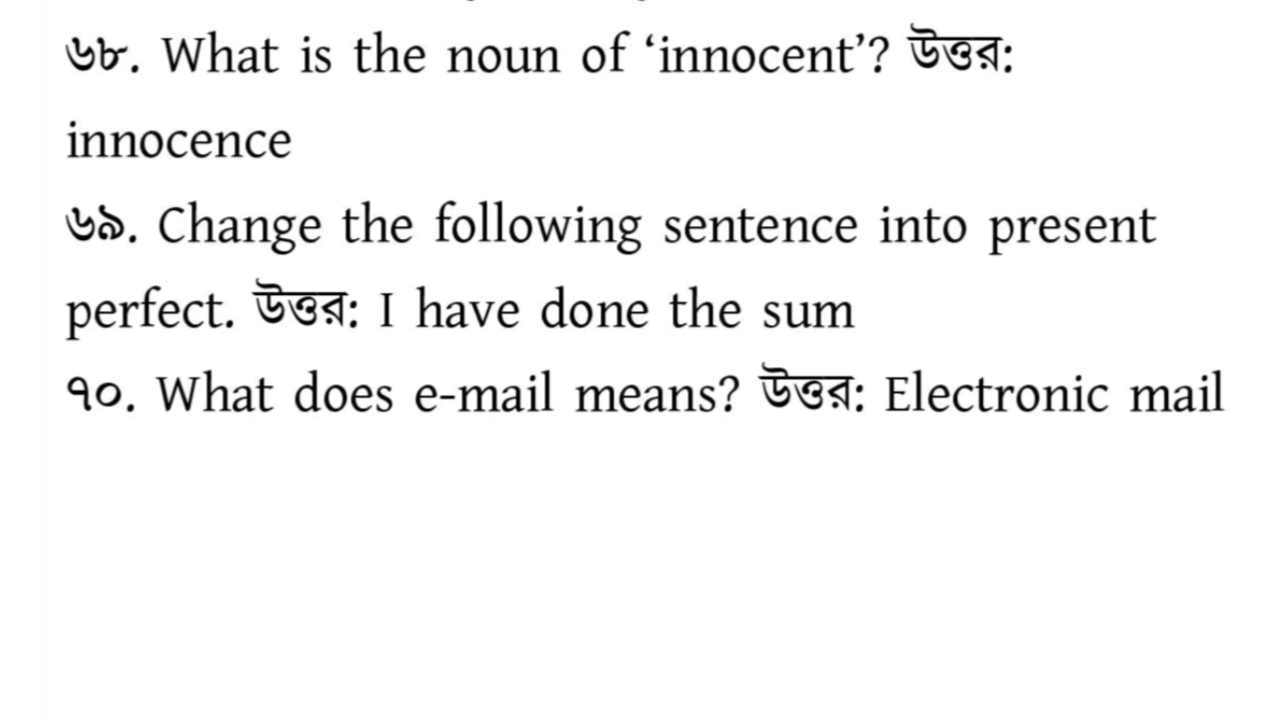 ৬৮. What is the noun of ‘innocent’? উত্তর:
innocence
৬৯. Change the following sentence into present
perfect. উত্তর: I have done the sum
৭০. What does e-mail means? উত্তর: Electronic mail